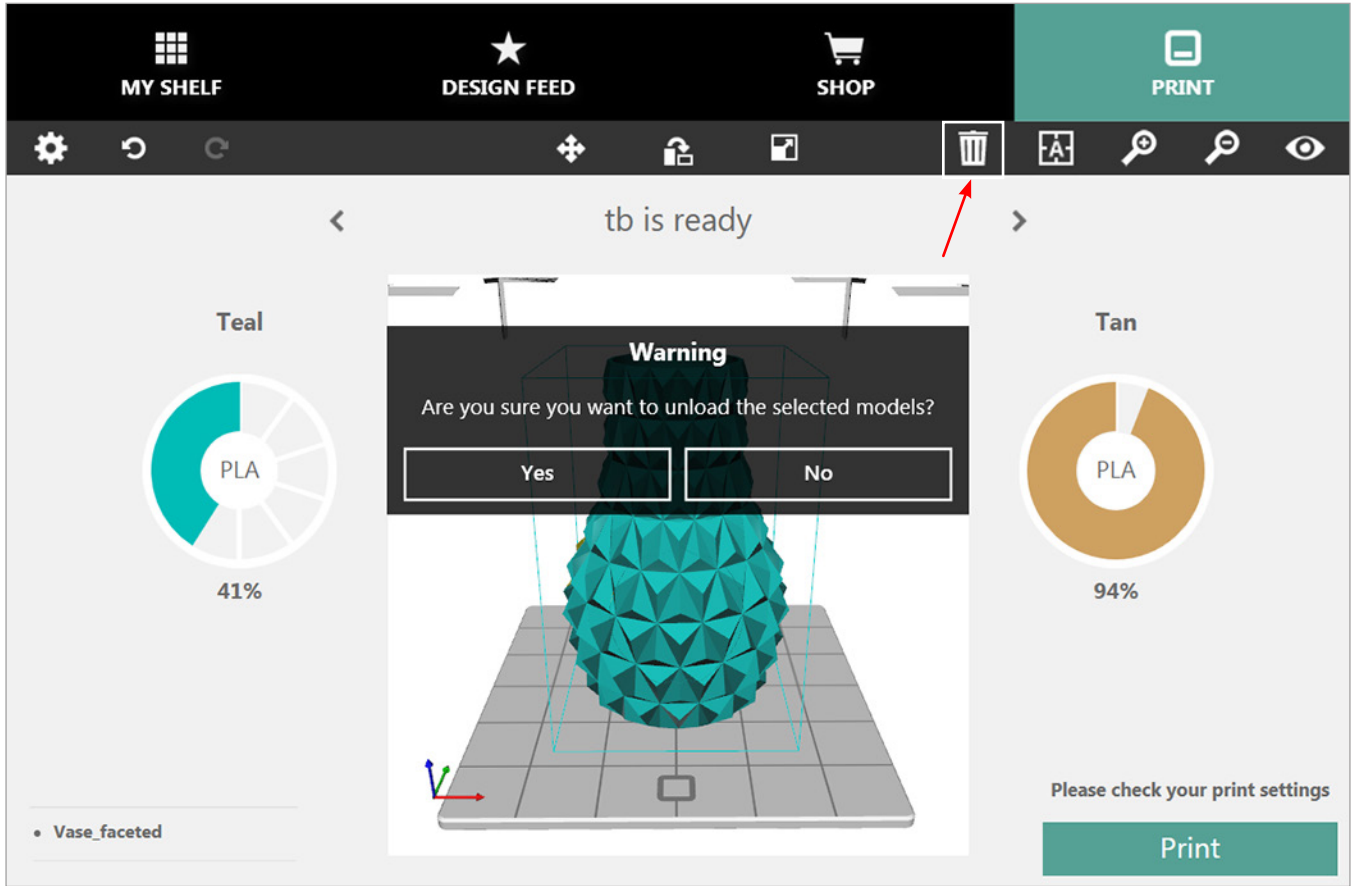 MY SHELF
DESIGN FEED
SHOP
PRINT
A
tb is ready
Teal
Tan
Warning
Are you sure you want to unload the selected models?
Yes
No
PLA
PLA
41%
94%
Please check your print settings
• Vase_faceted
Print